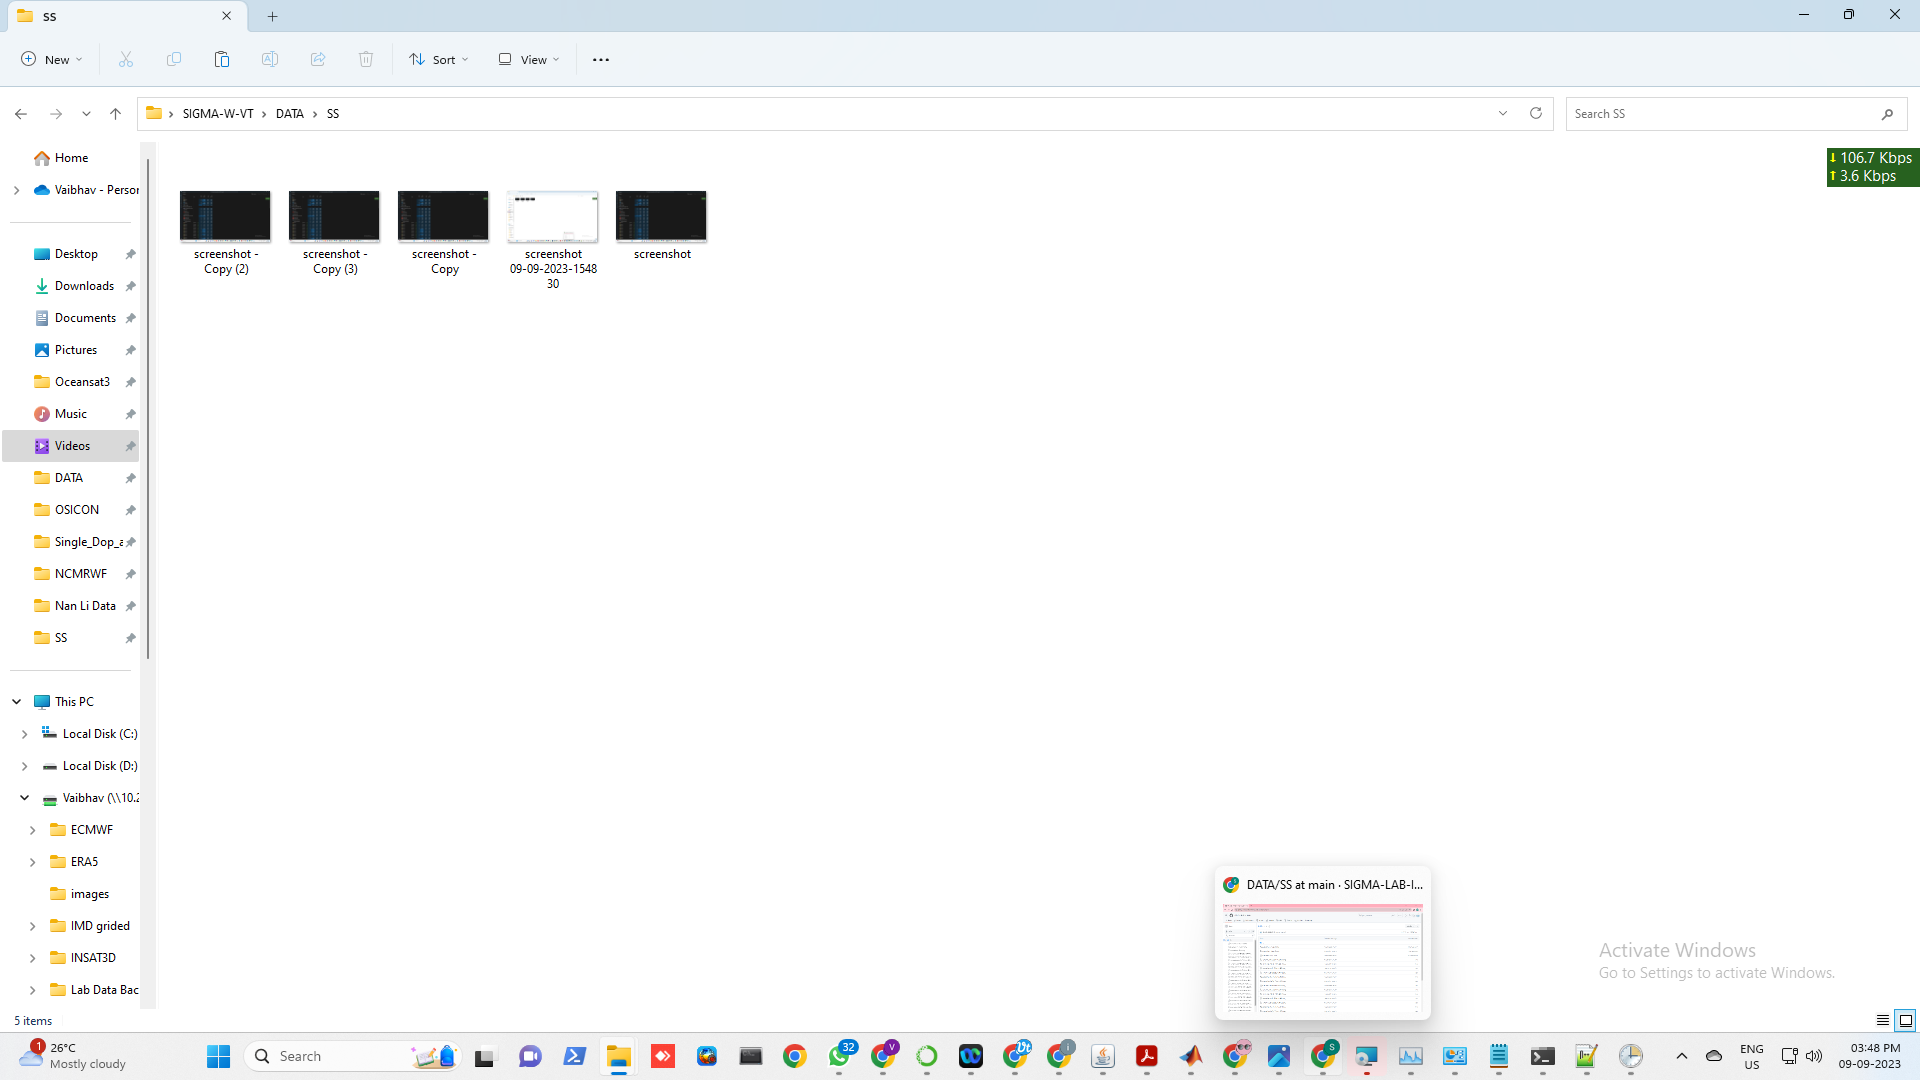 SS
New
Sort
View
SIGMA-W-VT
DATA
SS
Search SS
106.7 Kbps
3.6 Kbps
Home
Vaibhav - Person
Desktop
Downloads
Documents
Pictures
Oceansat3
Music
Videos
DATA
OSICON
Single_Dop_a
NCMRWF
Nan Li Data
SS
This PC
Local Disk (C:)
Local Disk (D:)
Vaibhav (\\10.2
ECMWF
ERA5
images
IMD grided
INSAT3D
Lab Data Bac
screenshot -
Copy (2)
screenshot -
Copy (3)
screenshot -
Copy
screenshot
09-09-2023-1548
30
screenshot
DATA/SS at main · SIGMA-LAB-I...
Activate Windows
Go to Settings to activate Windows.
5 items
1
26°C
Mostly cloudy
Search
32
V
Vt
i
S
ENG
US
03:48 PM
09-09-2023